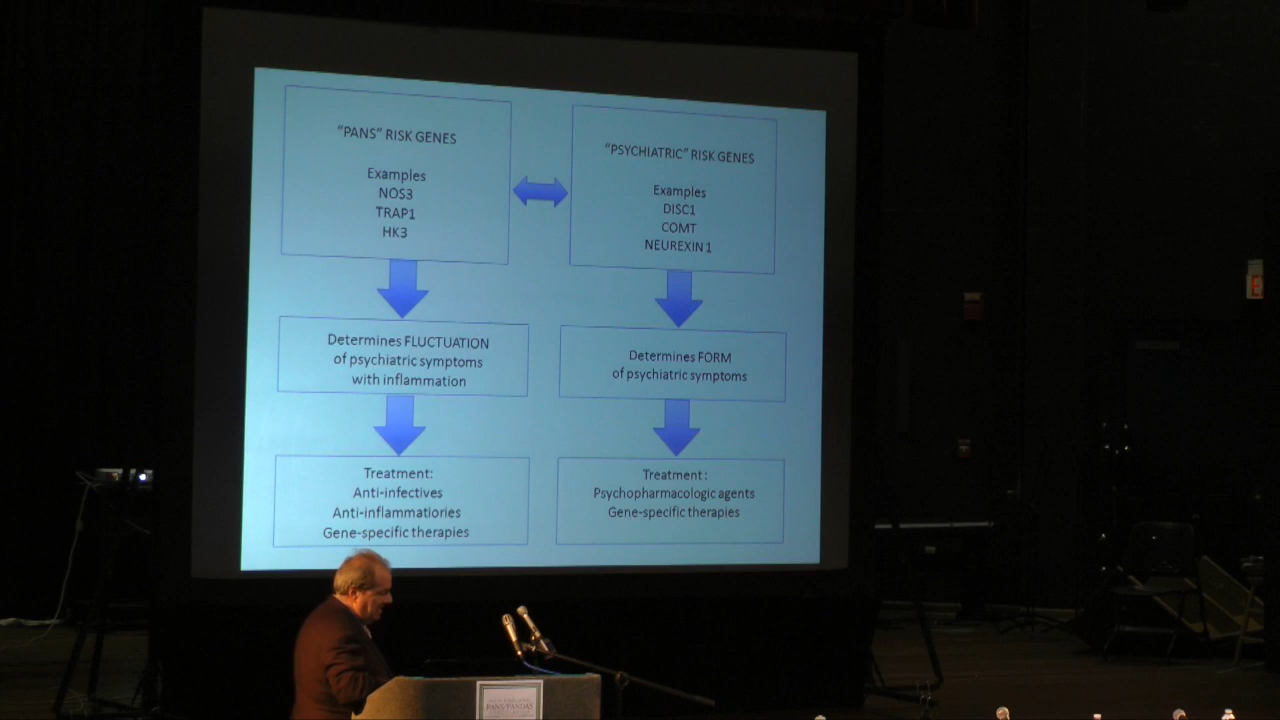 "PANS" RISK GENES
Examples
NOS3
TRAP1
HK3
"PSYCHIATRIC" RISK GENES
Examples
DISC1
COMT
NEUREXIN 1
Determines FLUCTUATION
of psychiatric symptoms
with inflammation
Determines FORM
of psychiatric symptoms
Treatment:
Anti-infectives
Anti-inflammatiories
Gene-specific therapies
Treatment :
Psychopharmacologic agents
Gene-specific therapies
PANS/PANDAS